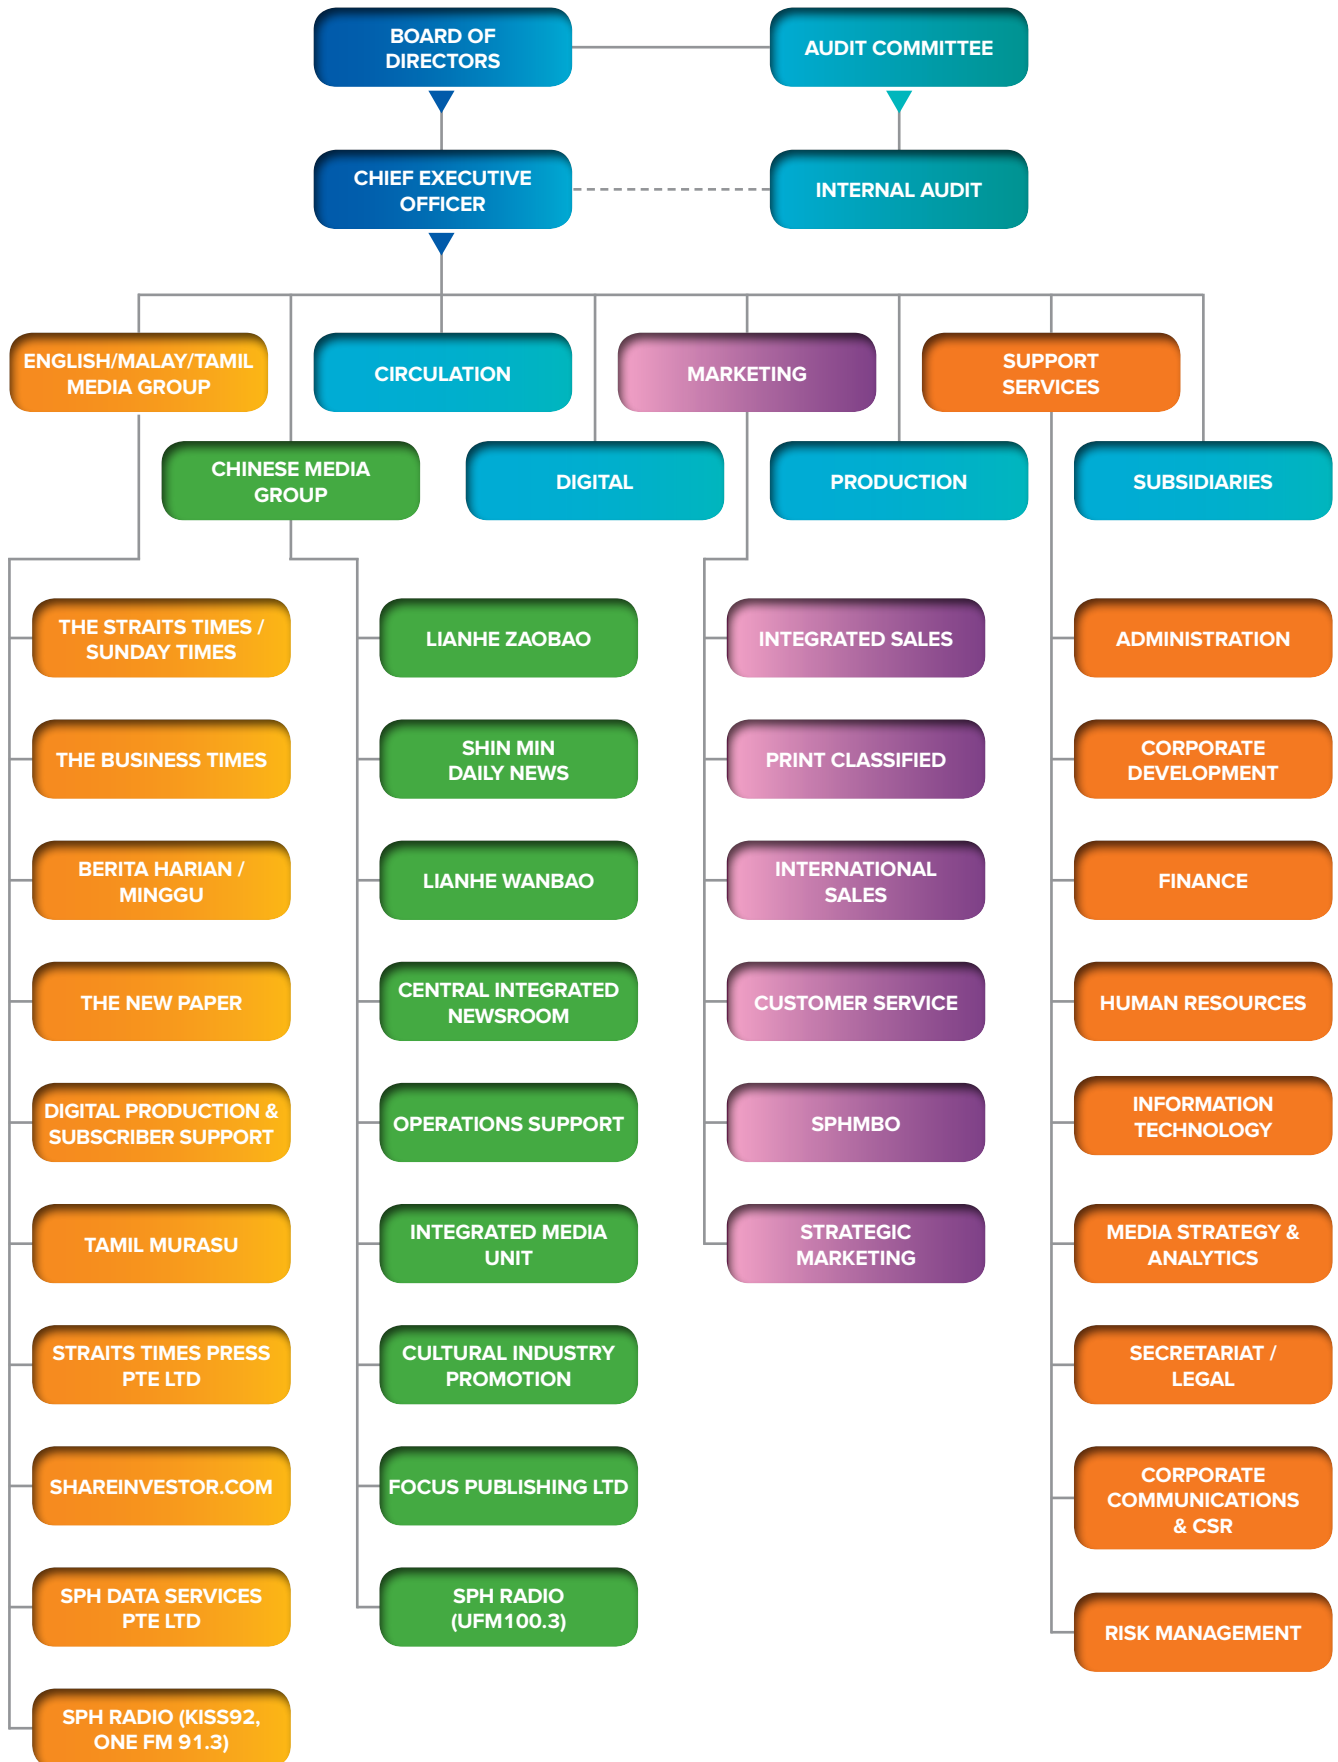 BOARD OF
DIRECTORS
AUDIT COMMITTEE
CHIEF EXECUTIVE
OFFICER
INTERNAL AUDIT
ENGLISH/MALAY/TAMIL
MEDIA GROUP
CIRCULATION
MARKETING
SUPPORT
SERVICES
CHINESE MEDIA
GROUP
DIGITAL
PRODUCTION
SUBSIDIARIES
THE STRAITS TIMES /
SUNDAY TIMES
THE BUSINESS TIMES
BERITA HARIAN /
MINGGU
THE NEW PAPER
DIGITAL PRODUCTION &
SUBSCRIBER SUPPORT
TAMIL MURASU
STRAITS TIMES PRESS
PTE LTD
SHAREINVESTOR.COM
SPH DATA SERVICES
PTE LTD
SPH RADIO (KISS92,
ONE FM 91.3)
LIANHE ZAOBAO
SHIN MIN
DAILY NEWS
LIANHE WANBAO
CENTRAL INTEGRATED
NEWSROOM
OPERATIONS SUPPORT
INTEGRATED MEDIA
UNIT
CULTURAL INDUSTRY
PROMOTION
FOCUS PUBLISHING LTD
SPH RADIO
(UFM100.3)
INTEGRATED SALES
PRINT CLASSIFIED
INTERNATIONAL
SALES
CUSTOMER SERVICE
SPHMBO
STRATEGIC
MARKETING
ADMINISTRATION
CORPORATE
DEVELOPMENT
FINANCE
HUMAN RESOURCES
INFORMATION
TECHNOLOGY
MEDIA STRATEGY &
ANALYTICS
SECRETARIAT /
LEGAL
CORPORATE
COMMUNICATIONS
& CSR
RISK MANAGEMENT